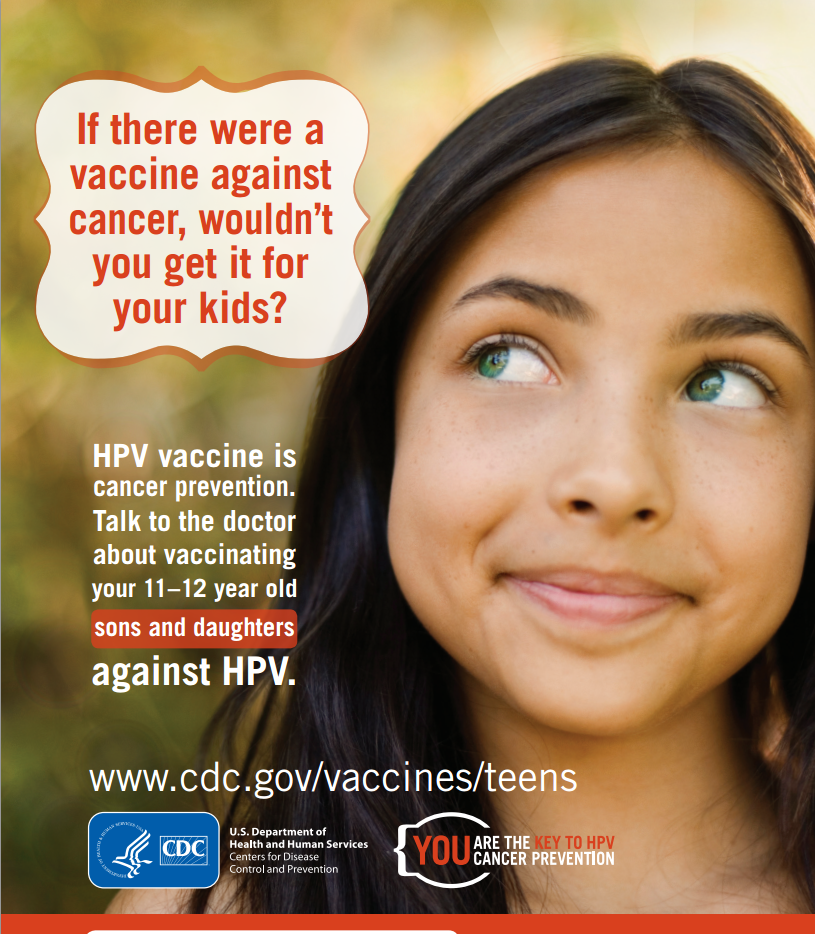 If there were a
vaccine against
cancer, wouldn't
you get it for
your kids?
HPV vaccine is
cancer prevention.
Talk to the doctor
about vaccinating
your 11–12 year old
sons and daughters
against HPV.
www.cdc.gov/vaccines/teens
CDC
U.S. Department of
Health and Human Services
Centers for Disease
Control and Prevention
YOU ARE THE KEY TO HPV
CANCER PREVENTION